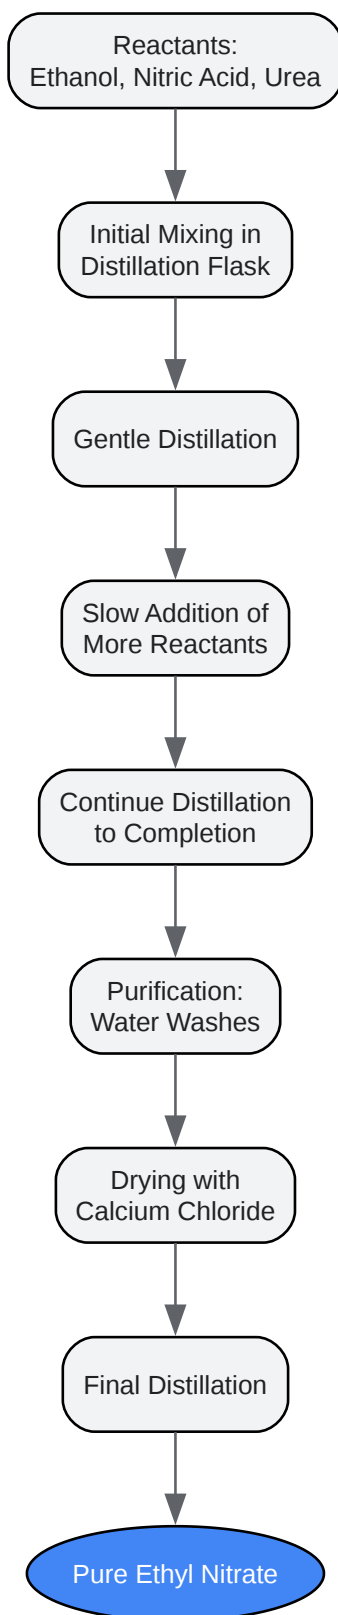 Reactants:
Ethanol, Nitric Acid, Urea
Initial Mixing in
Distillation Flask
Gentle Distillation
Slow Addition of
More Reactants
Continue Distillation
to Completion
Purification:
Water Washes
Drying with
Calcium Chloride
Final Distillation
Pure Ethyl Nitrate